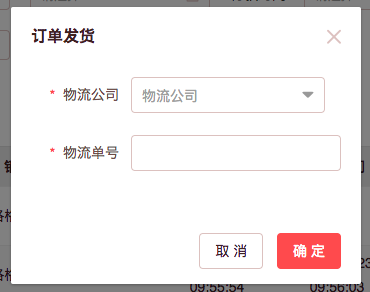 订单发货
* 物流公司 物流公司
* 物流单号
取 消 确 定
09:55:54 09:56:03